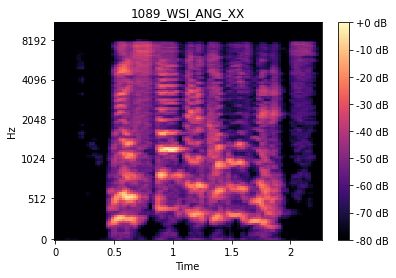 1089_WSI_ANG_XX
+0 dB
8192
-10 dB
4096
-20 dB
-30 dB
2048
Hz
-40 dB
1024
-50 dB
512
-60 dB
-70 dB
0
-80 dB
0 0.5 1 1.5 2
Time